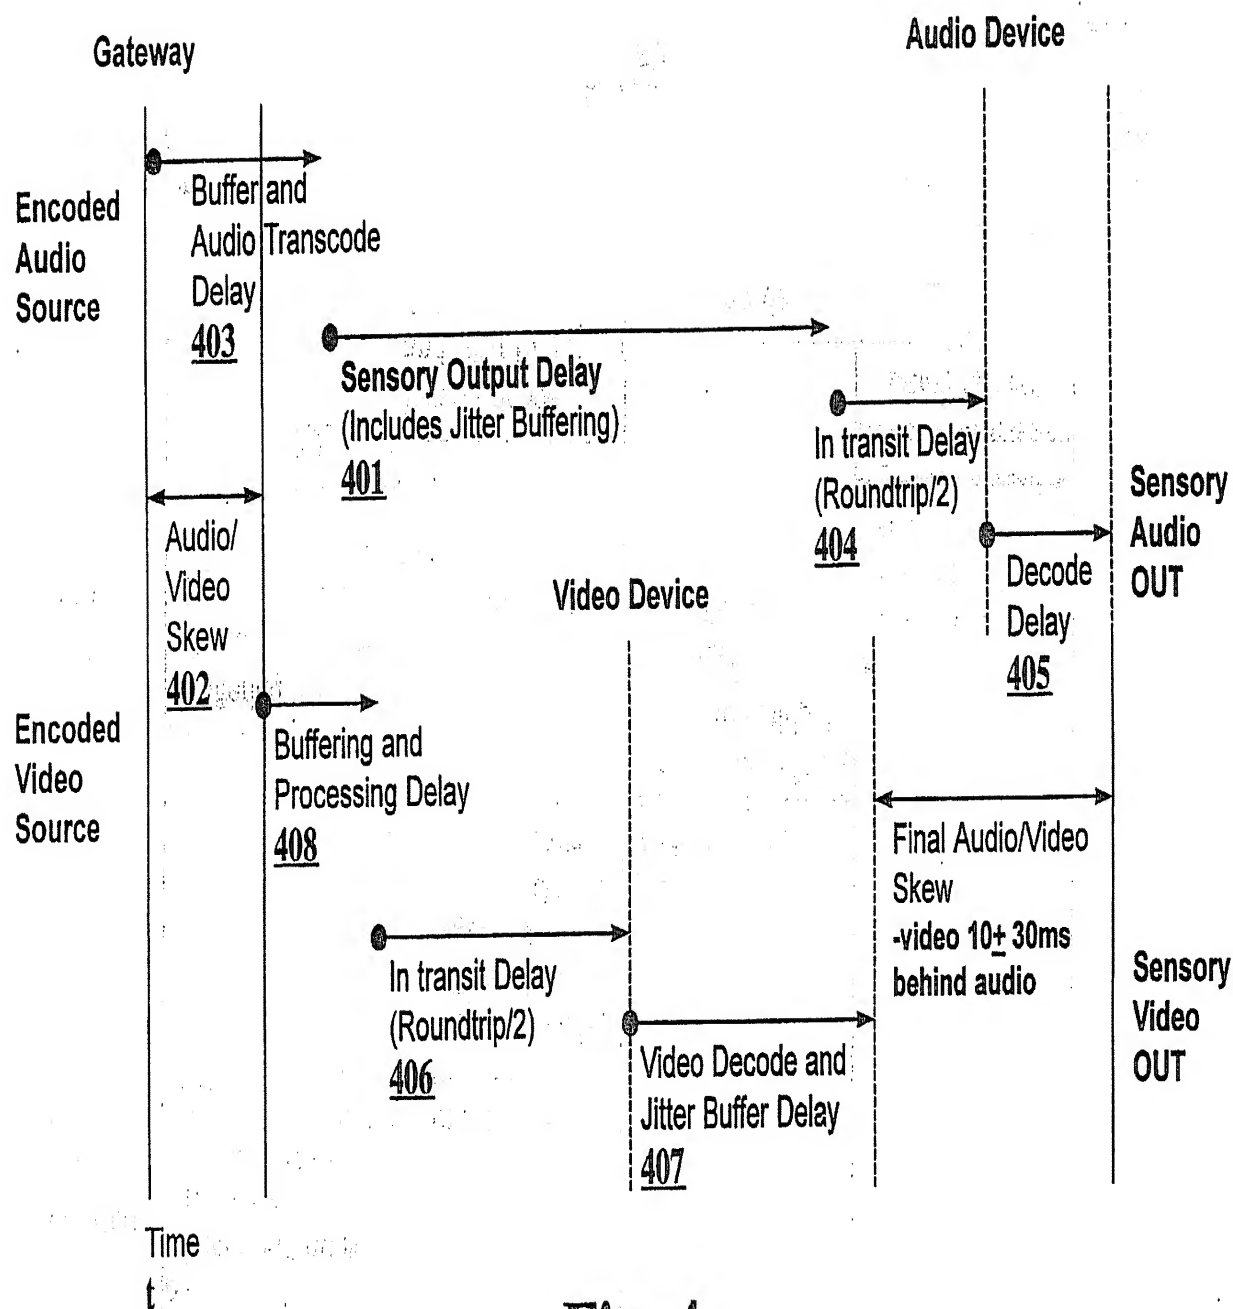 Gateway
Audio Device
Encoded
Audio
Source
Buffer and
Audio Transcode
Delay
403
Sensory Output Delay
(Includes Jitter Buffering)
401
In transit Delay
(Roundtrip/2)
404
Sensory
Audio
OUT
Decode
Delay
405
Audio/
Video
Skew
402
Video Device
Encoded
Video
Source
Buffering and
Processing Delay
408
Final Audio/Video
Skew
-video 10± 30ms
behind audio
In transit Delay
(Roundtrip/2)
406
Sensory
Video
OUT
Video Decode and
Jitter Buffer Delay
407
Time
t